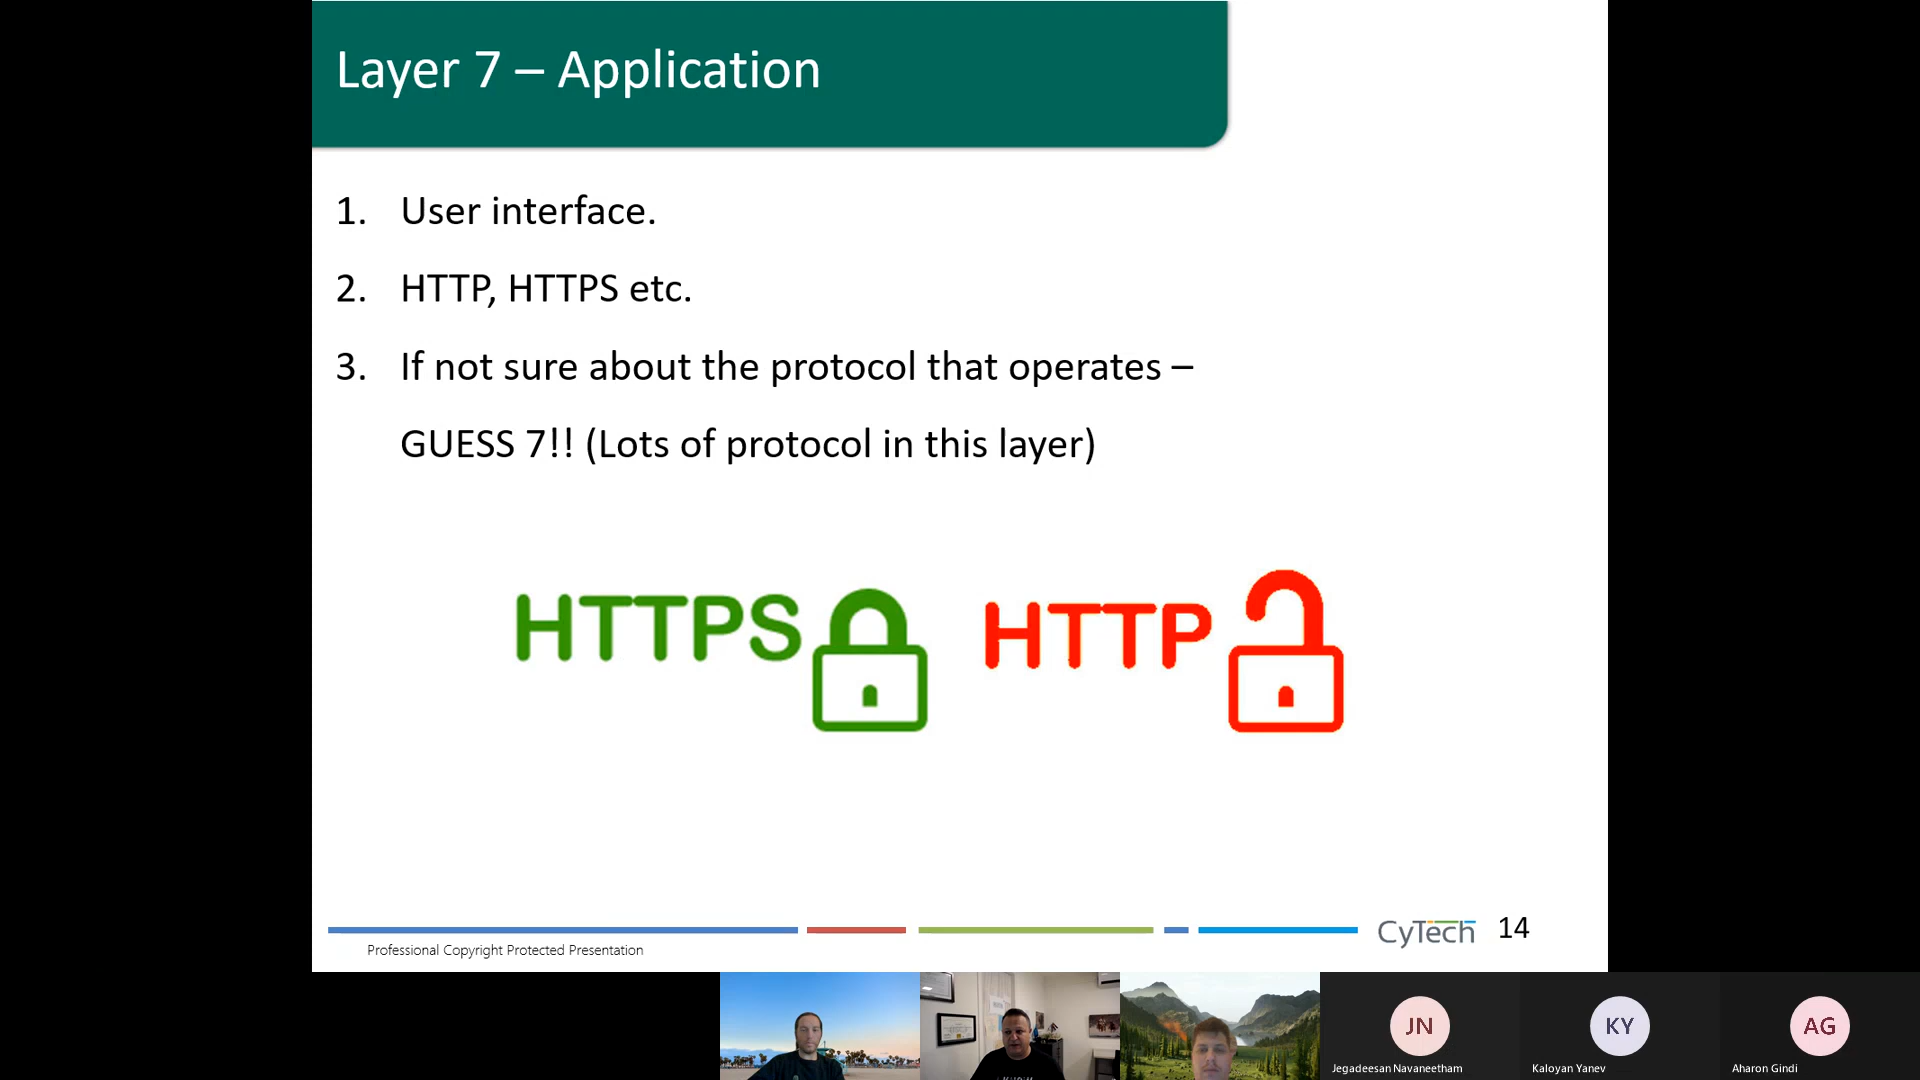 Layer 7 – Application
1. User interface.
2. HTTP, HTTPS etc.
3. If not sure about the protocol that operates –
GUESS 7!! (Lots of protocol in this layer)
HTTPS HTTP
CyTech 14
Professional Copyright Protected Presentation
JN KY AG
Jegadeesan Navaneetham Kaloyan Yanev Aharon Gindi